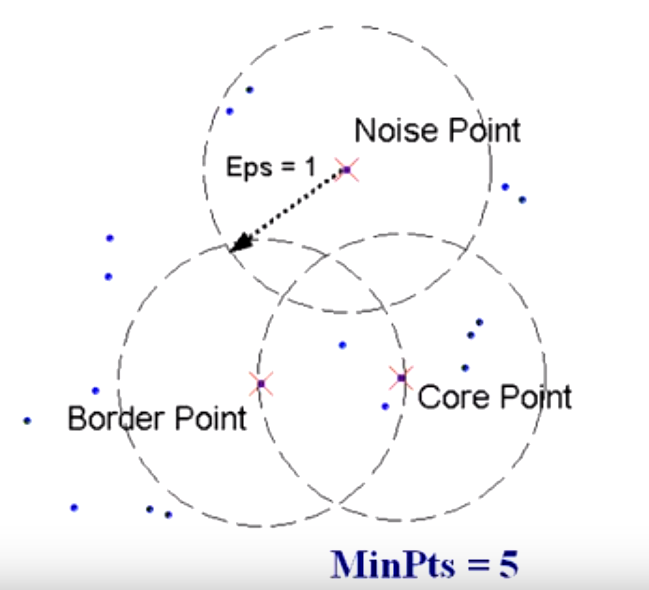 Noise Point
Eps = 1
Core Point
Border Point
MinPts = 5